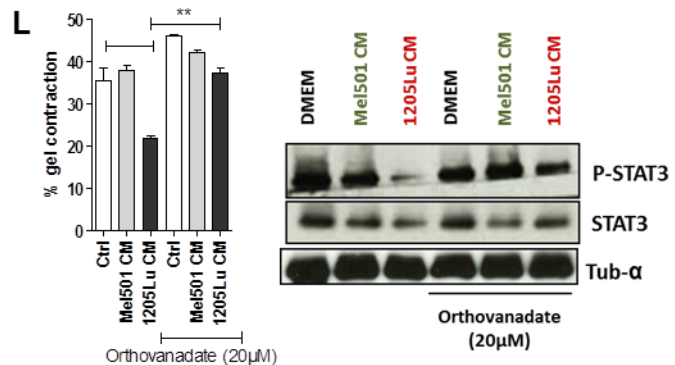 L
**
50
40
30
20
10
0
% gel contraction
Ctrl
Mel501 CM
1205Lu CM
Ctrl
Mel501 CM
1205Lu CM
Orthovanadate (20µM)
DMEM
Mel501 CM
1205Lu CM
DMEM
Mel501 CM
1205Lu CM
P-STAT3
STAT3
Tub-α
Orthovanadate
(20µM)